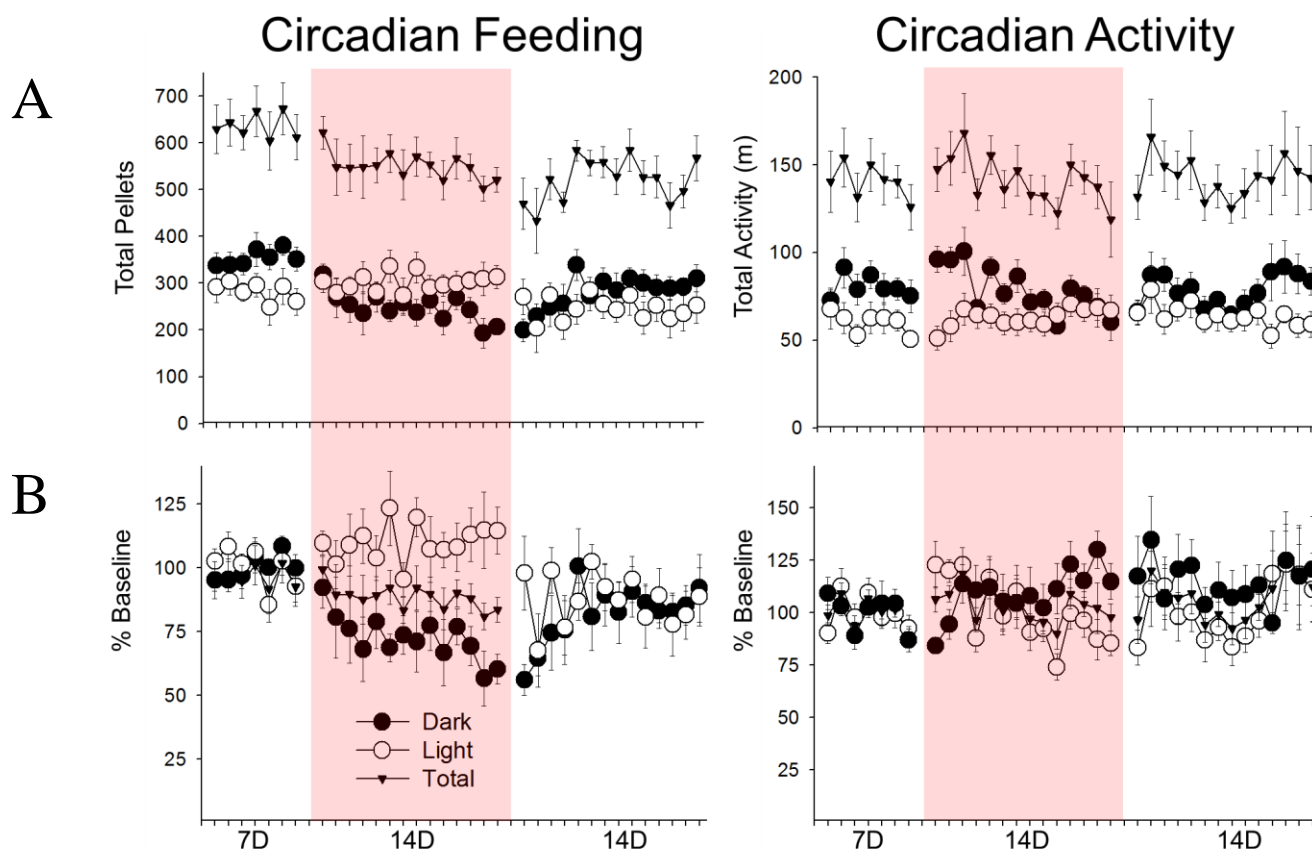 Circadian Feeding
Circadian Activity
A
Total Pellets
700
600
500
400
300
200
100
0
Total Activity (m)
200
150
100
50
0
B
% Baseline
125
100
75
50
25
Dark
Light
Total
7D
14D
14D
% Baseline
150
125
100
75
50
25
7D
14D
14D